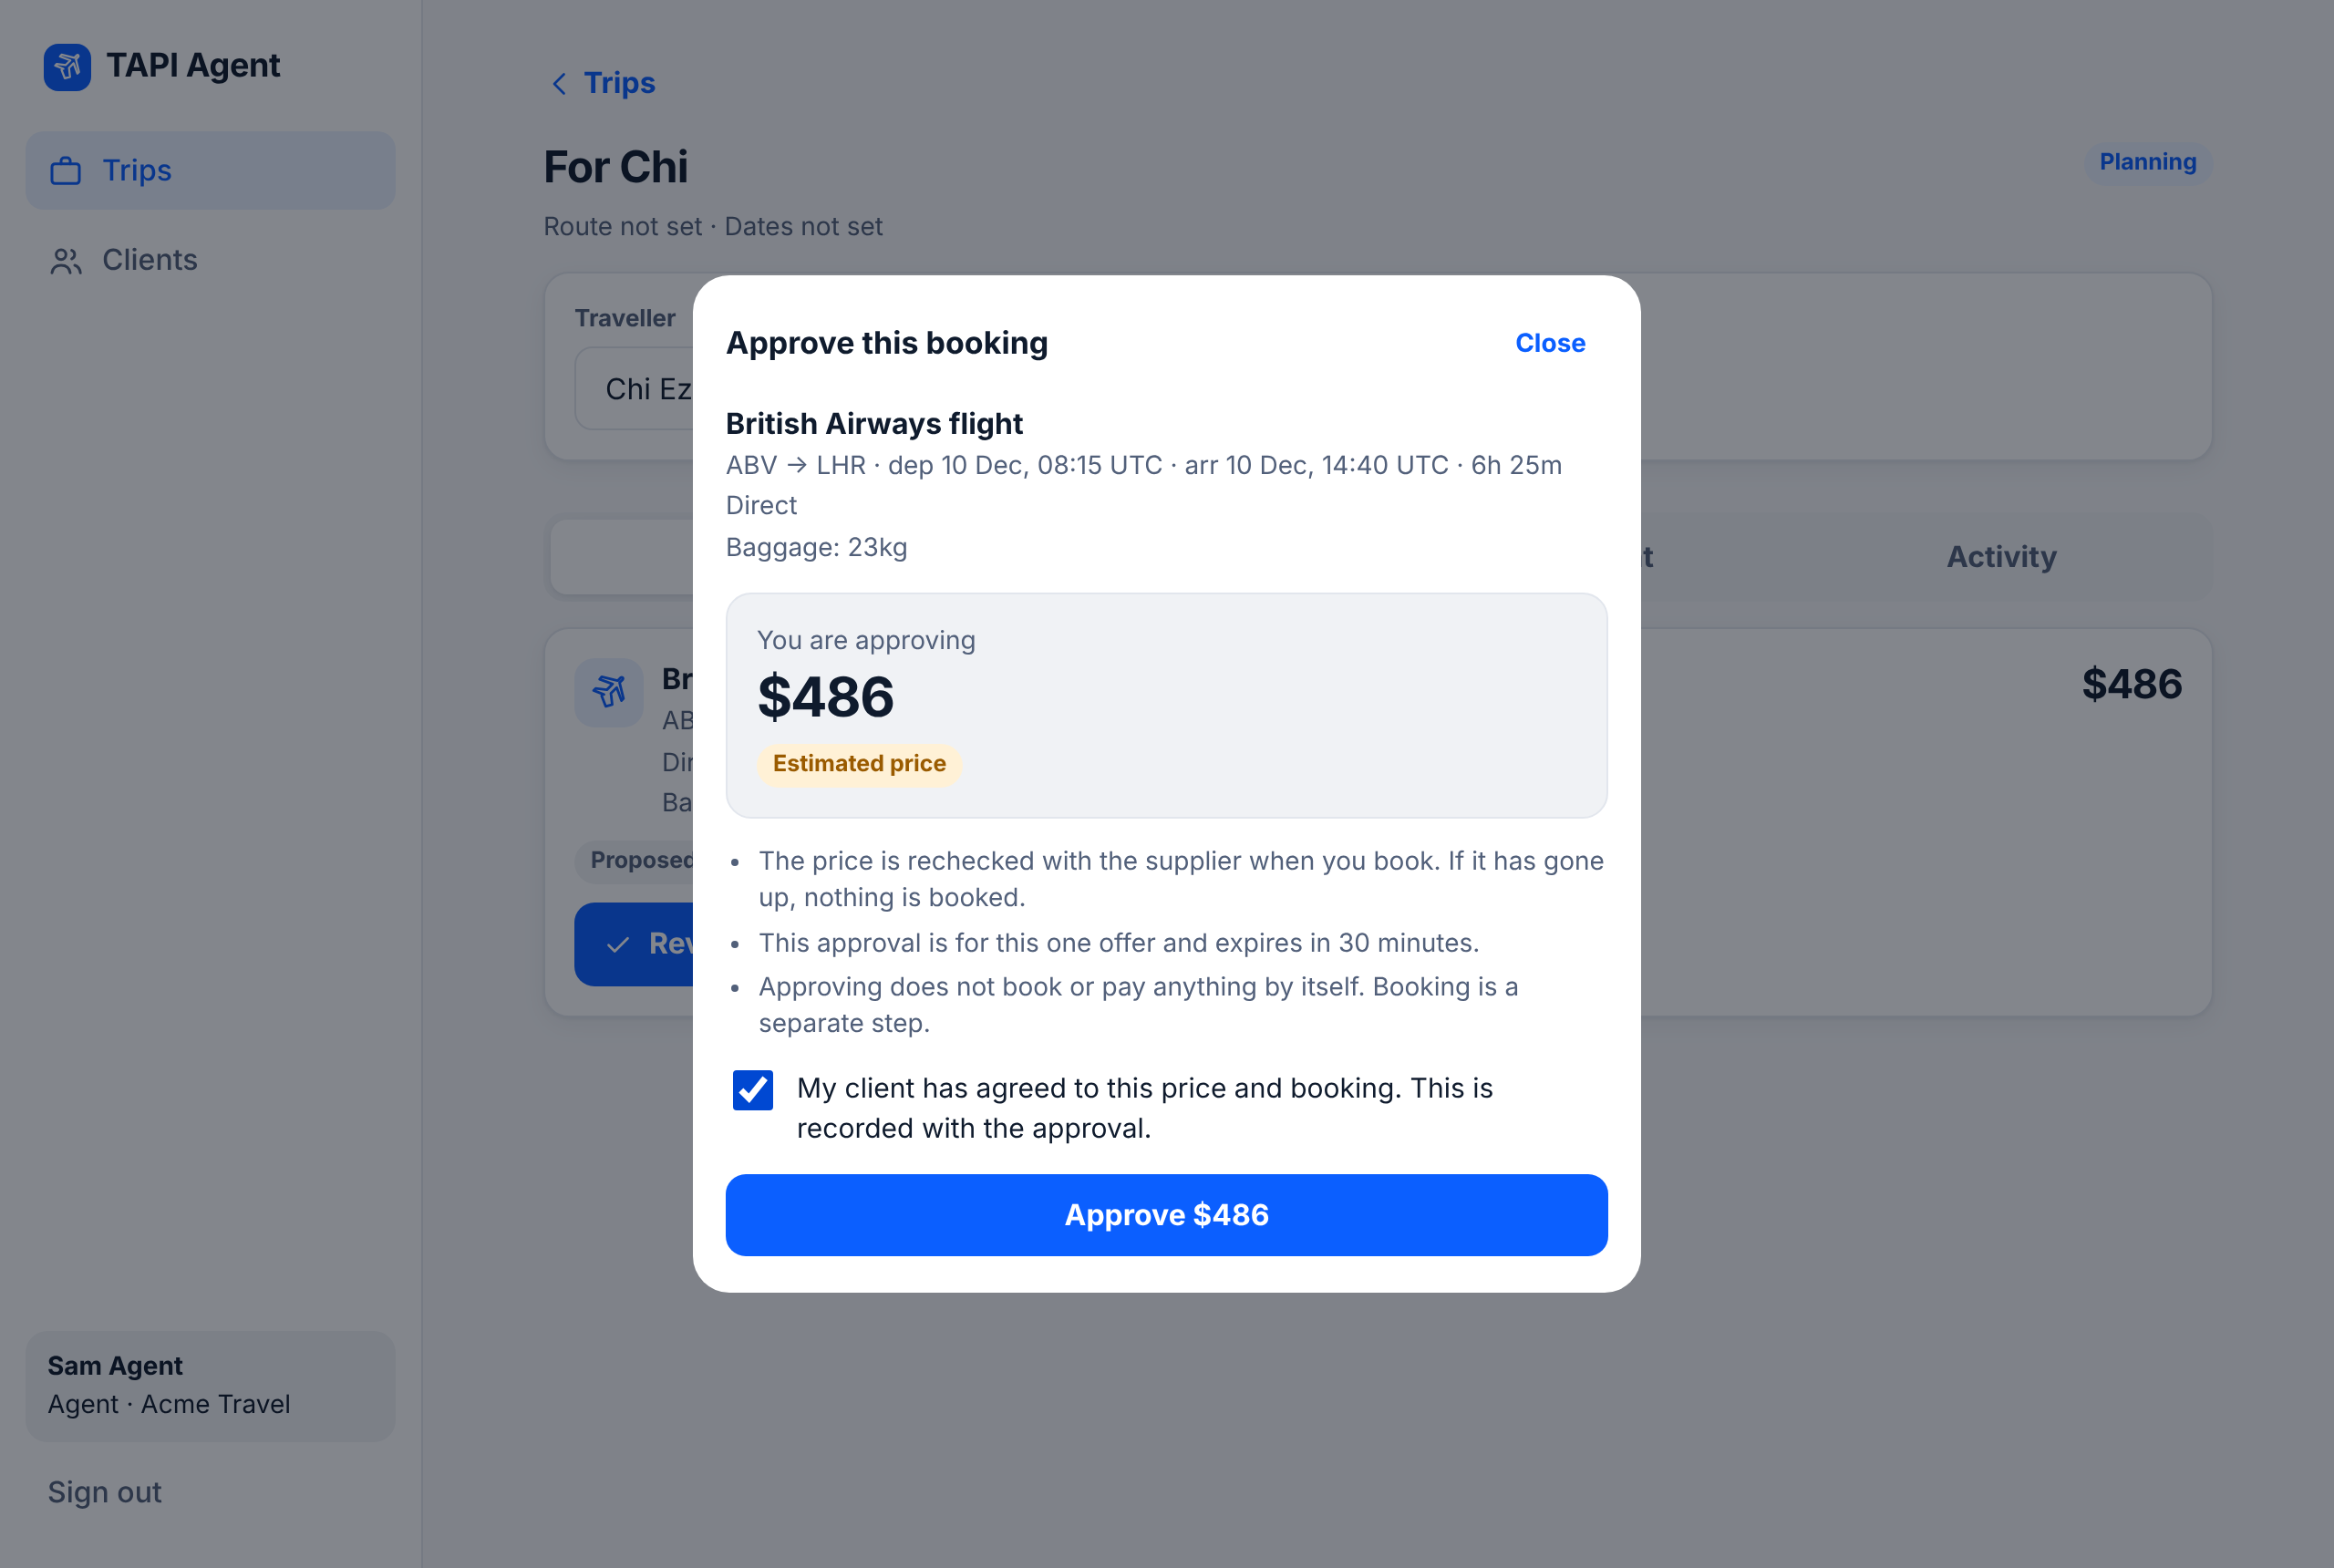 TAPI Agent
Trips
Clients
Sam Agent
Agent · Acme Travel
Sign out
Trips
For Chi
Planning
Route not set · Dates not set
Traveller
Chi Ez
Activity
$486
Proposed
Approve this booking
Close
British Airways flight
ABV → LHR · dep 10 Dec, 08:15 UTC · arr 10 Dec, 14:40 UTC · 6h 25m
Direct
Baggage: 23kg
You are approving
$486
Estimated price
• The price is rechecked with the supplier when you book. If it has gone
up, nothing is booked.
• This approval is for this one offer and expires in 30 minutes.
• Approving does not book or pay anything by itself. Booking is a
separate step.
My client has agreed to this price and booking. This is
recorded with the approval.
Approve $486